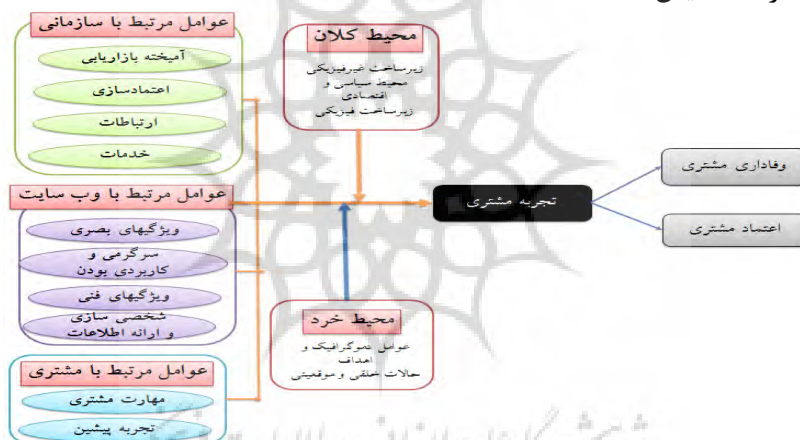 عوامل مرتبط با سازمانی
آمیخته بازاریابی
اعتمادسازی
ارتباطات
خدمات
محیط کلان
زیرساخت غیرفیزیکی
محیط سیاسی و
اقتصادی
زیرساخت فیزیکی
عوامل مرتبط با وب سایت
ویژگیهای بصری
سرگرمی و
کاربردی بودن
ویژگیهای فنی
شخصی سازی
و ارائه اطلاعات
تجربه مشتری
وفاداری مشتری
اعتماد مشتری
محیط خرد
عوامل دموگرافیک و
اهداف
حالات خلقی و موقعیتی
عوامل مرتبط با مشتری
مهارت مشتری
تجربه پیشین